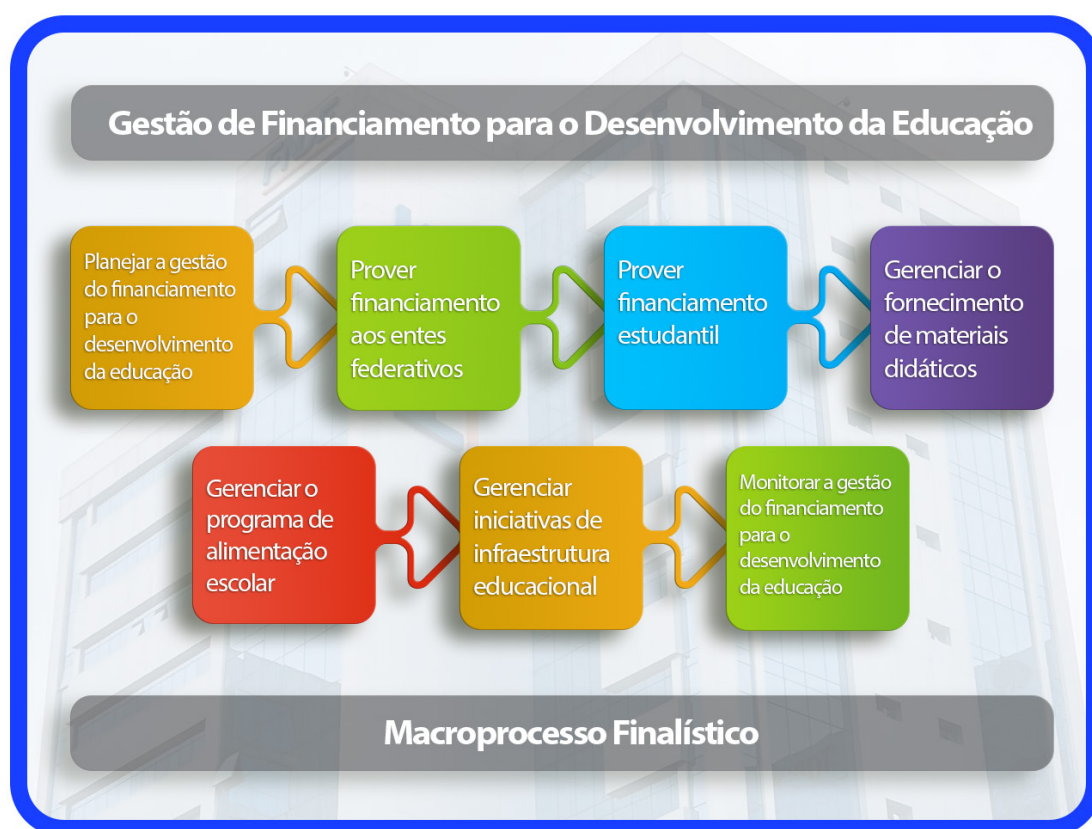 Gestão de Financiamento para o Desenvolvimento da Educação
Planejar a gestão
do financiamento
para o
desenvolvimento
da educação
Prover
financiamento
aos entes
federativos
Prover
financiamento
estudantil
Gerenciar o
fornecimento
de materiais
didáticos
Gerenciar o
programa de
alimentação
escolar
Gerenciar
iniciativas de
infraestrutura
educacional
Monitorar a gestão
do financiamento
para o
desenvolvimento
da educação
Macroprocesso Finalístico